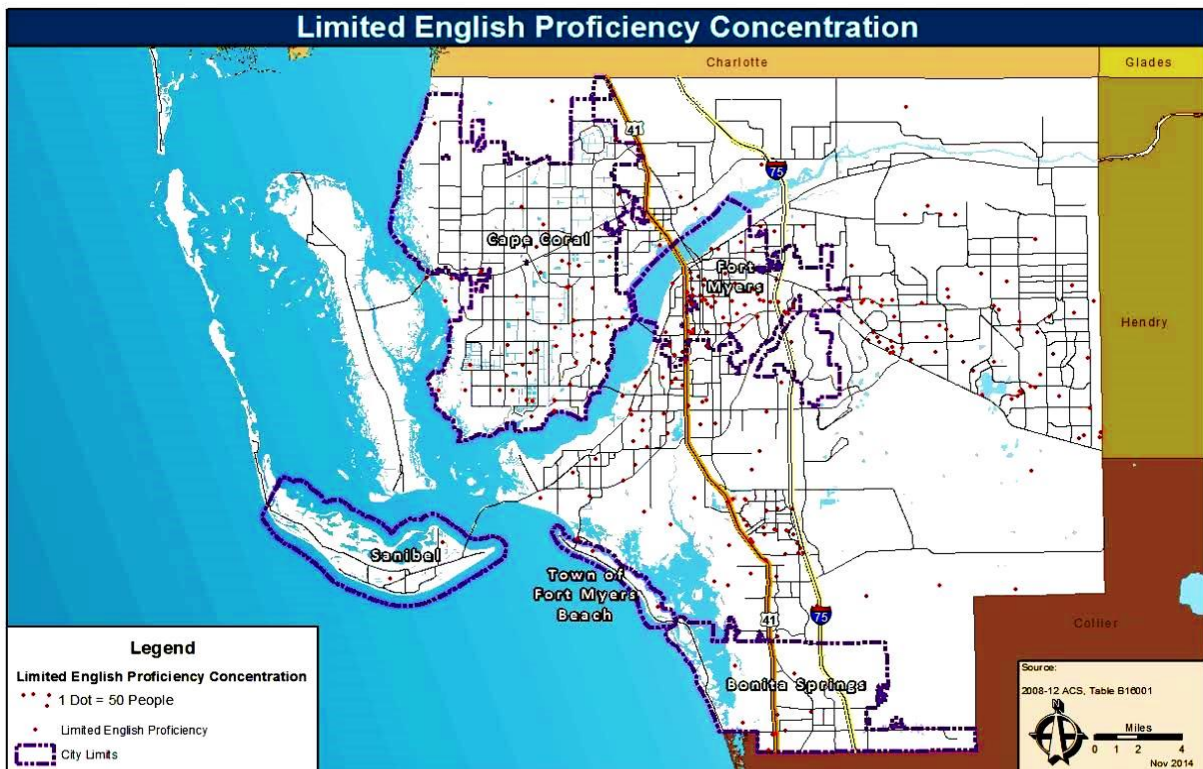 Limited English Proficiency Concentration
Charlotte
Glades
41
75
Cape Coral
Fort
Myers
Hendry
Sanibel
Town of
Fort Myers
Beach
41
75
Collier
Bonita Springs
Legend
Limited English Proficiency Concentration
1 Dot = 50 People
Limited English Proficiency
City Limits
Source:
2008-12 ACS, Table B16001
N
Miles
0 1 2 4
Nov 2014